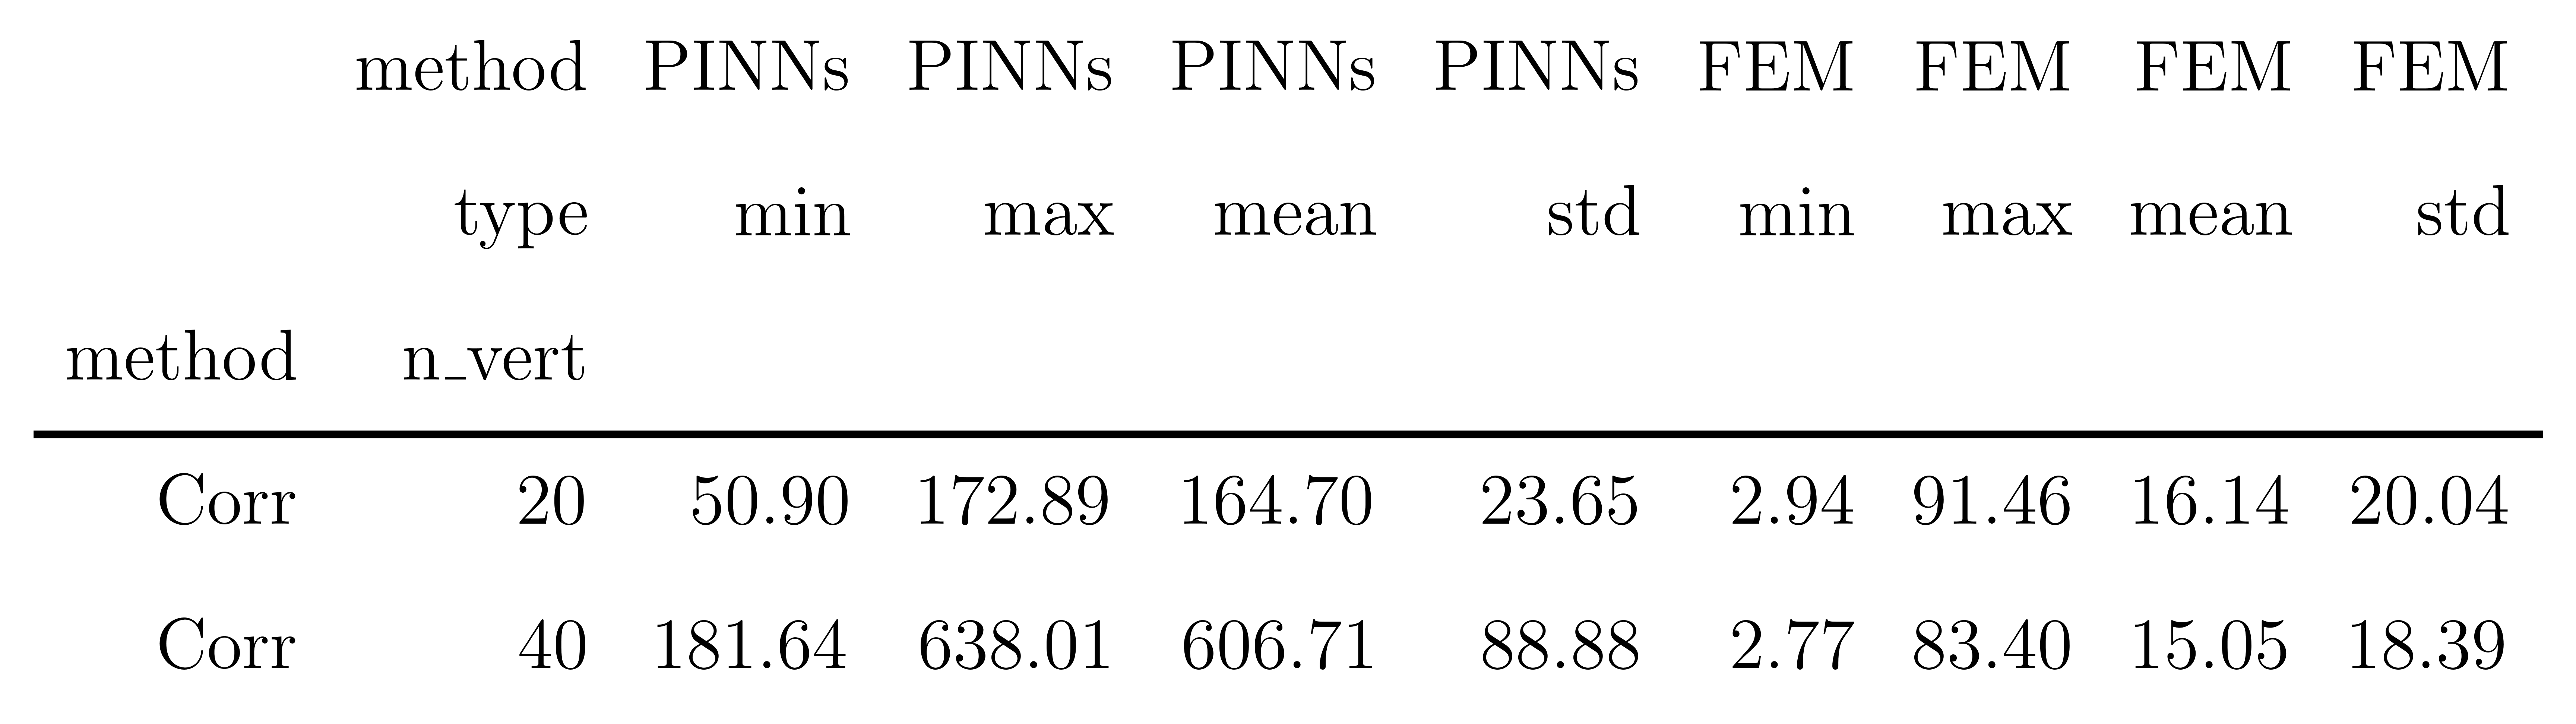 method PINNs PINNs PINNs PINNs FEM FEM FEM FEM
type min max mean std min max mean std
method n_vert
Corr 20 50.90 172.89 164.70 23.65 2.94 91.46 16.14 20.04
Corr 40 181.64 638.01 606.71 88.88 2.77 83.40 15.05 18.39